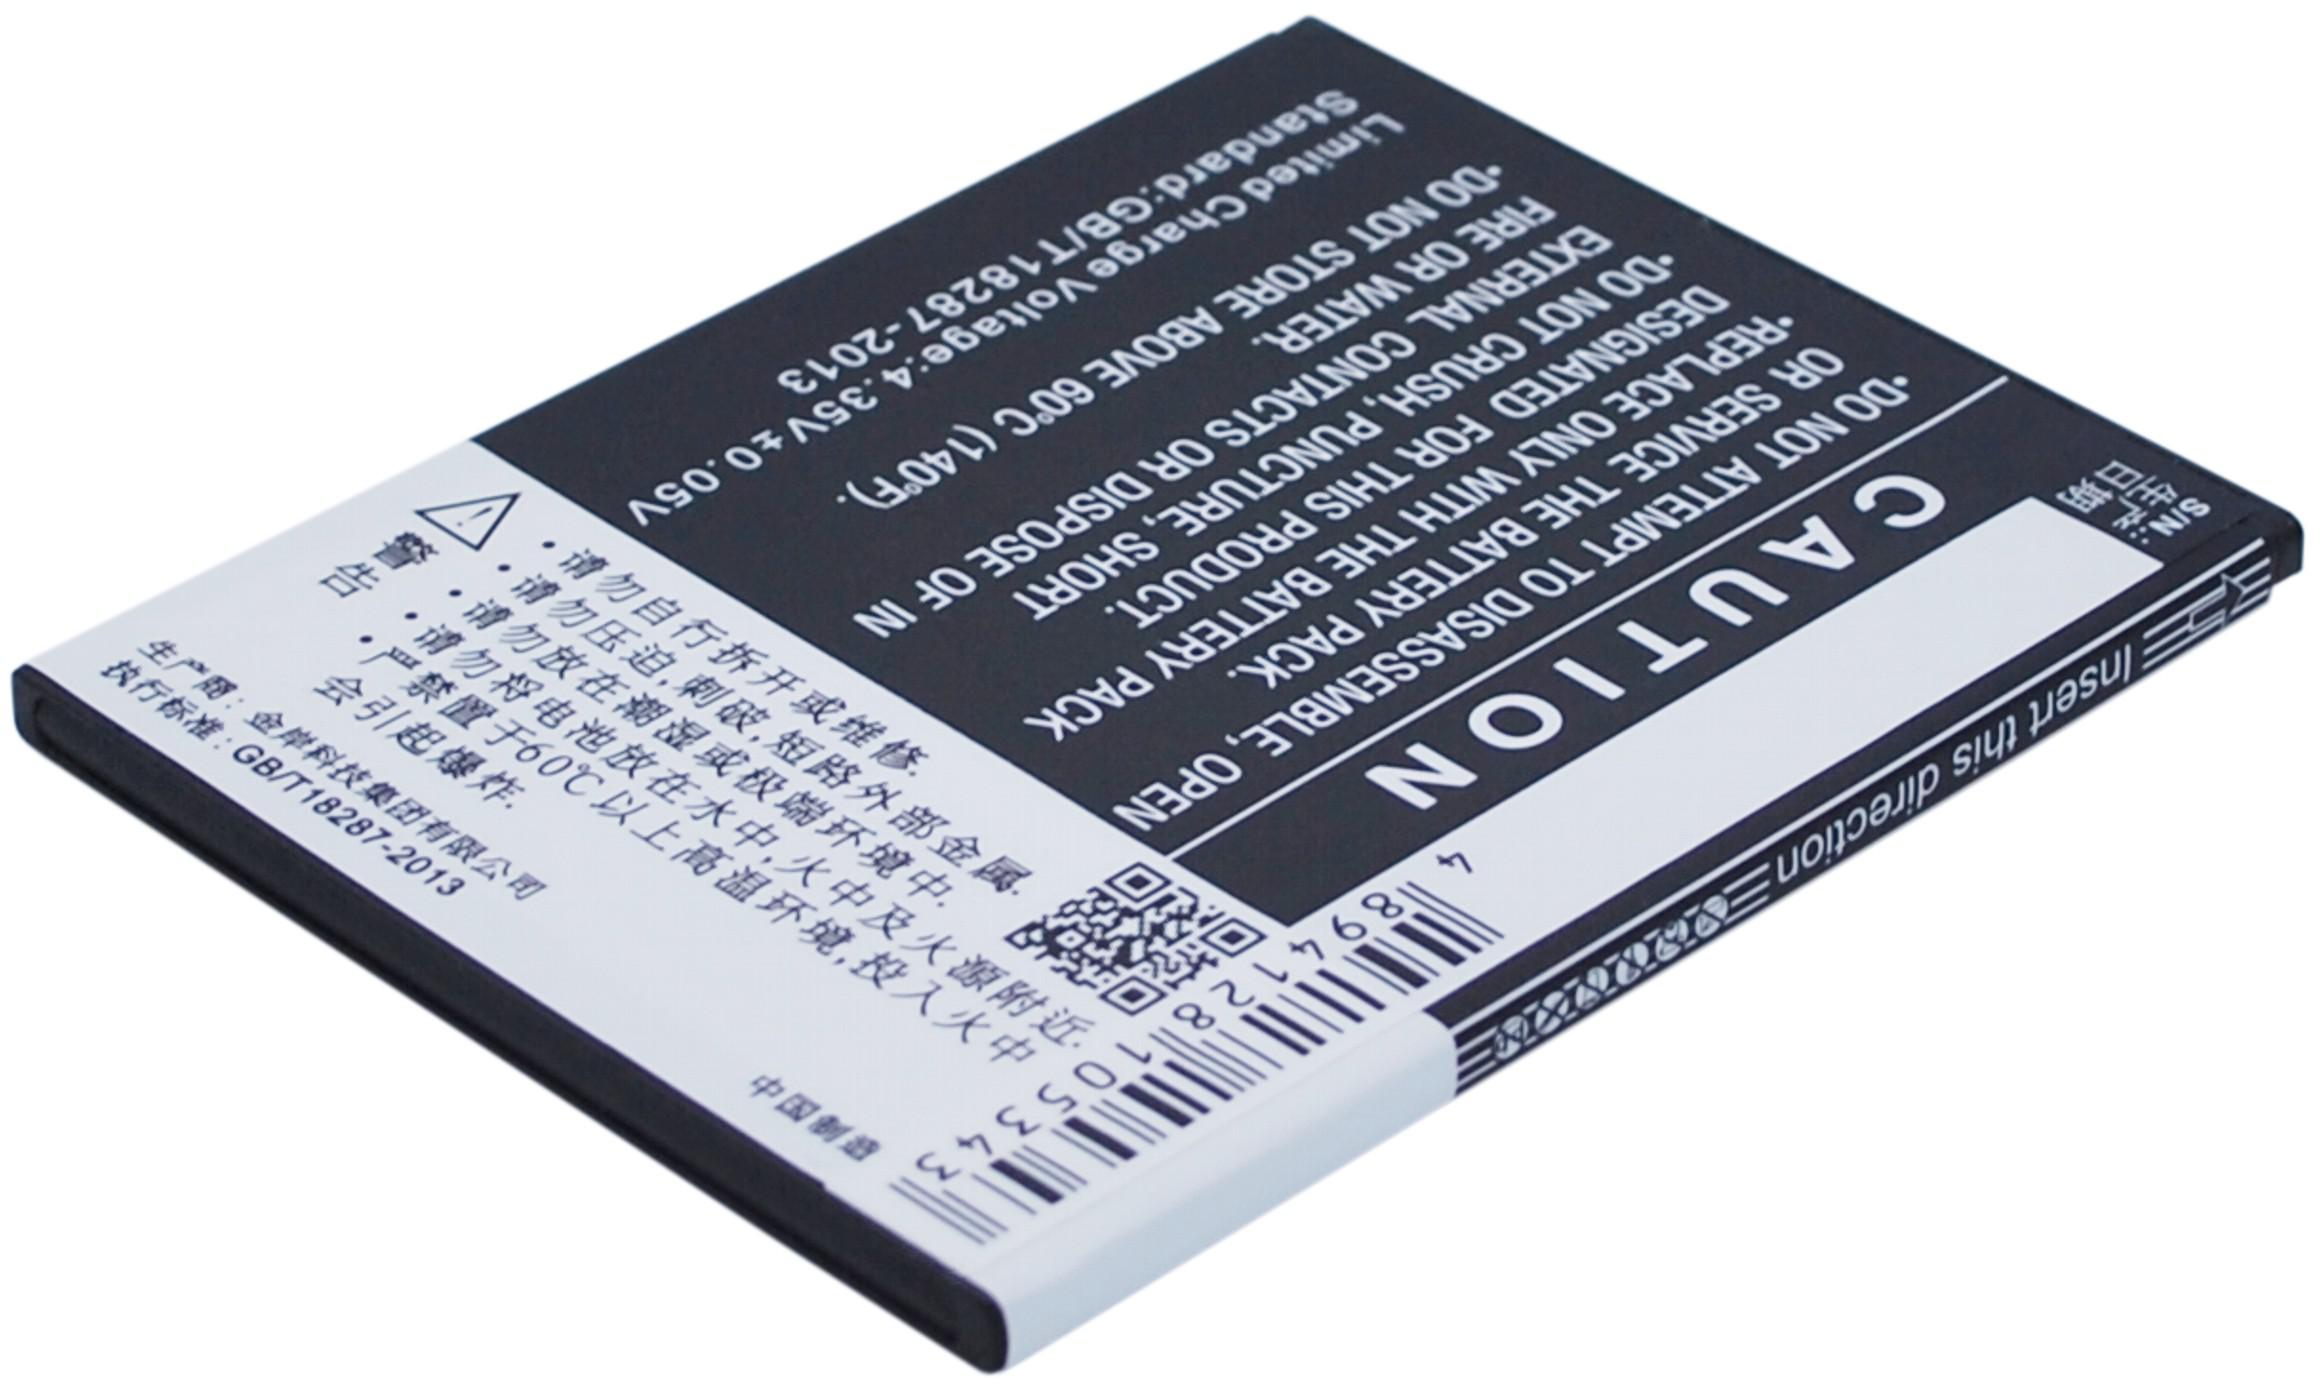 S/N.:
生产:
日期
CAUTION
•DO NOT ATTEMPT TO DISASSEMBLE, OPEN
OR SERVICE THE BATTERY PACK.
•REPLACE ONLY WITH THE BATTERY PACK
DESIGNATED FOR THIS PRODUCT.
•DO NOT CRUSH, PUNCTURE, SHORT
EXTERNAL CONTACTS OR DISPOSE OF IN
FIRE OR WATER.
•DO NOT STORE ABOVE 60°C (140°F).
Limited Charge Voltage:4.35V±0.05V
Standard:GB/T18287-2013
警告
•请勿自行拆开或维修.
•请勿压迫,刺破,短路外部金属.
•请勿放在潮湿或极端环境中.
•请勿将电池放在水中,火中及火源附近.
•严禁置于60℃以上高温环境,投入火中
会引起爆炸.
生产商:金岸科技集团有限公司
执行标准:GB/T18287-2013
中国制造
4 894128 105343
Insert this direction